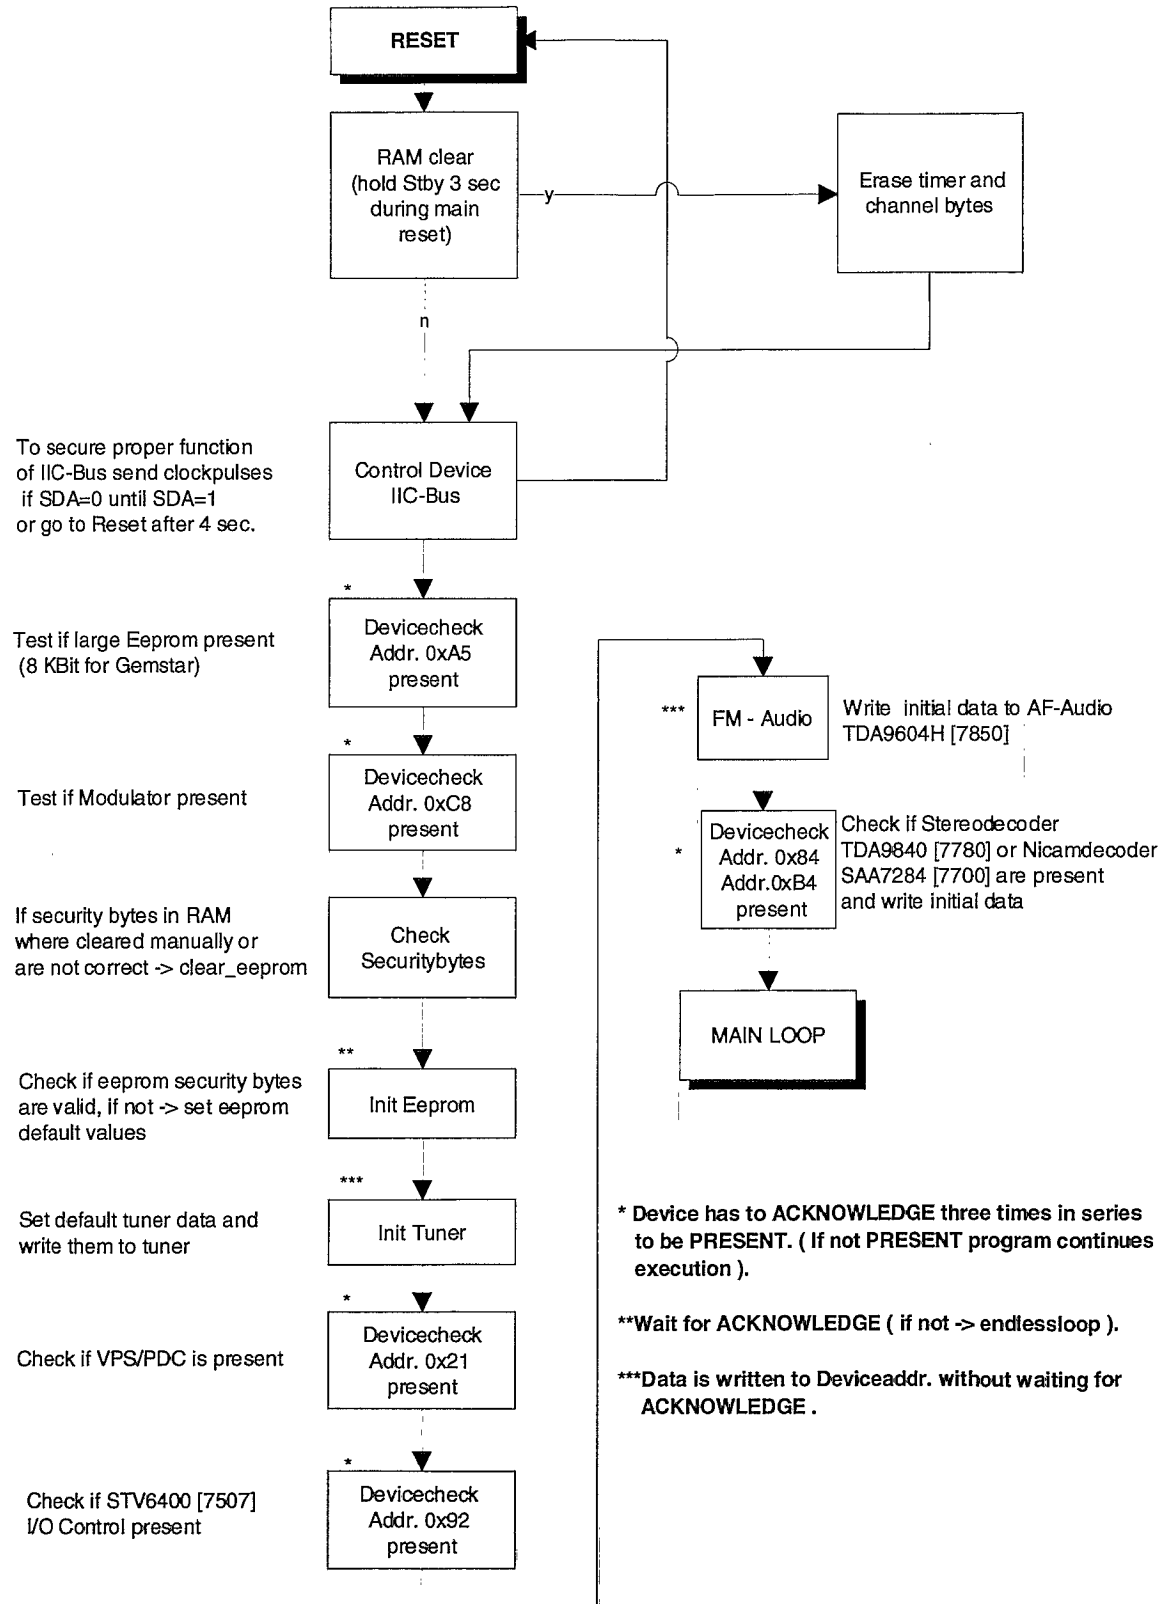 RESET
RAM clear
(hold Stby 3 sec
during main
reset)
y
Erase timer and
channel bytes
n
To secure proper function
of IIC-Bus send clockpulses
if SDA=0 until SDA=1
or go to Reset after 4 sec.
Control Device
IIC-Bus
*
Test if large Eeprom present
(8 KBit for Gemstar)
Devicecheck
Addr. 0xA5
present
*
Test if Modulator present
Devicecheck
Addr. 0xC8
present
If security bytes in RAM
where cleared manually or
are not correct -> clear_eeprom
Check
Securitybytes
**
Check if eeprom security bytes
are valid, if not -> set eeprom
default values
Init Eeprom
***
Set default tuner data and
write them to tuner
Init Tuner
*
Check if VPS/PDC is present
Devicecheck
Addr. 0x21
present
*
Check if STV6400 [7507]
I/O Control present
Devicecheck
Addr. 0x92
present
***
FM - Audio
Write initial data to AF-Audio
TDA9604H [7850]
*
Devicecheck
Addr. 0x84
Addr.0xB4
present
Check if Stereodecoder
TDA9840 [7780] or Nicamdecoder
SAA7284 [7700] are present
and write initial data
MAIN LOOP
* Device has to ACKNOWLEDGE three times in series
to be PRESENT. ( If not PRESENT program continues
execution ).
**Wait for ACKNOWLEDGE ( if not -> endlessloop ).
***Data is written to Deviceaddr. without waiting for
ACKNOWLEDGE .